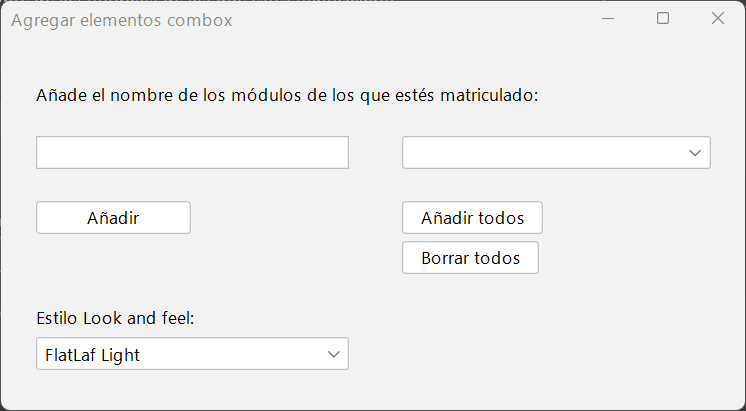 Agregar elementos combox
Añade el nombre de los módulos de los que estés matriculado:
Añadir
Añadir todos
Borrar todos
Estilo Look and feel:
FlatLaf Light